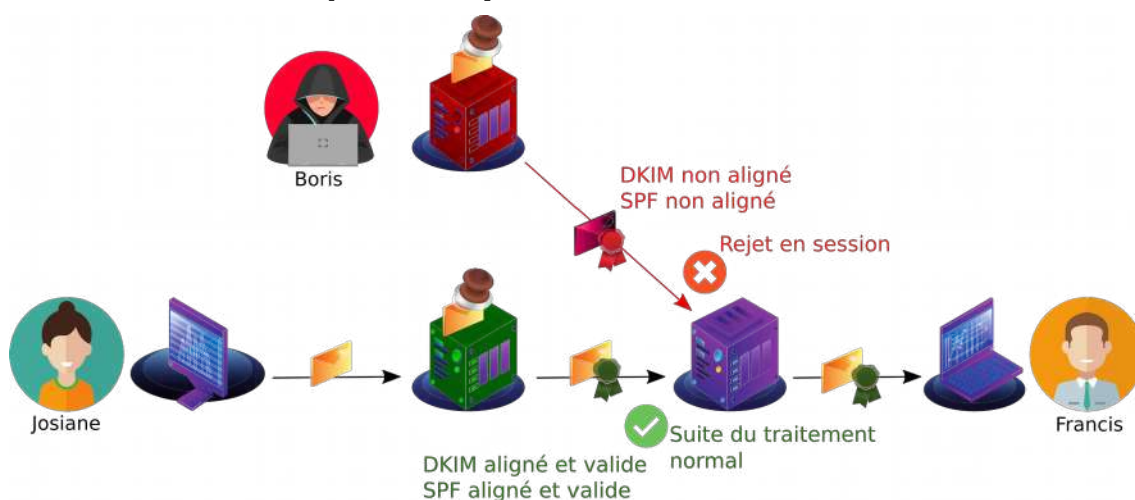 Boris
DKIM non aligné
SPF non aligné
Rejet en session
Josiane
Francis
Suite du traitement
normal
DKIM aligné et valide
SPF aligné et valide